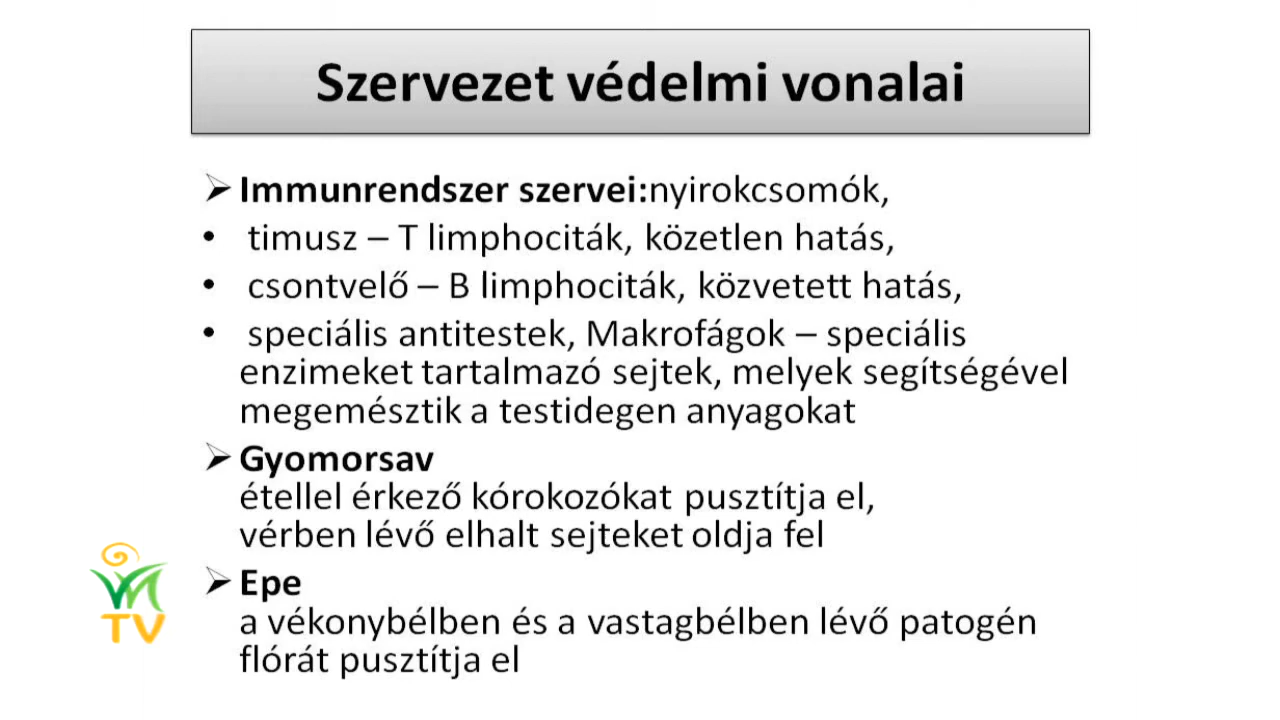 Szervezet védelmi vonalai
➢ Immunrendszer szervei:nyirokcsomók,
• timusz – T limphociták, közetlen hatás,
• csontvelő – B limphociták, közvetett hatás,
• speciális antitestek, Makrofágok – speciális
enzimeket tartalmazó sejtek, melyek segítségével
megemésztik a testidegen anyagokat
➢ Gyomorsav
étellel érkező kórokozókat pusztítja el,
vérben lévő elhalt sejteket oldja fel
➢ Epe
a vékonybélben és a vastagbélben lévő patogén
flórát pusztítja el
TV